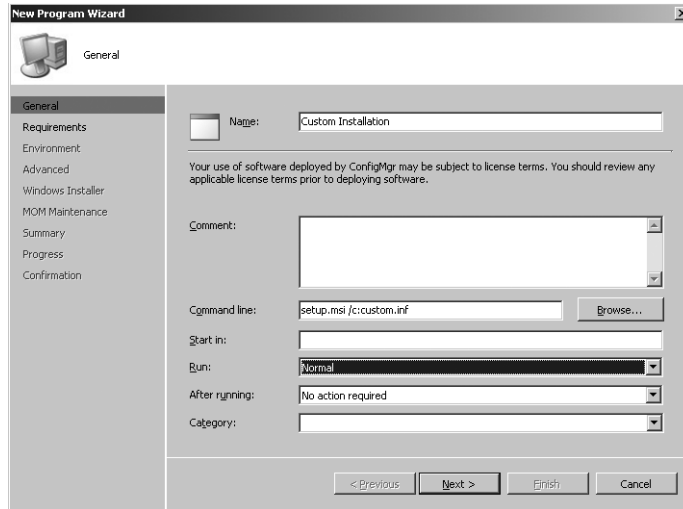 New Program Wizard
General
General
Requirements
Environment
Advanced
Windows Installer
MOM Maintenance
Summary
Progress
Confirmation
Name: Custom Installation
Your use of software deployed by ConfigMgr may be subject to license terms. You should review any
applicable license terms prior to deploying software.
Comment:
Command line: setup.msi /c:custom.inf Browse...
Start in:
Run: Normal
After running: No action required
Category:
< Previous Next > Finish Cancel